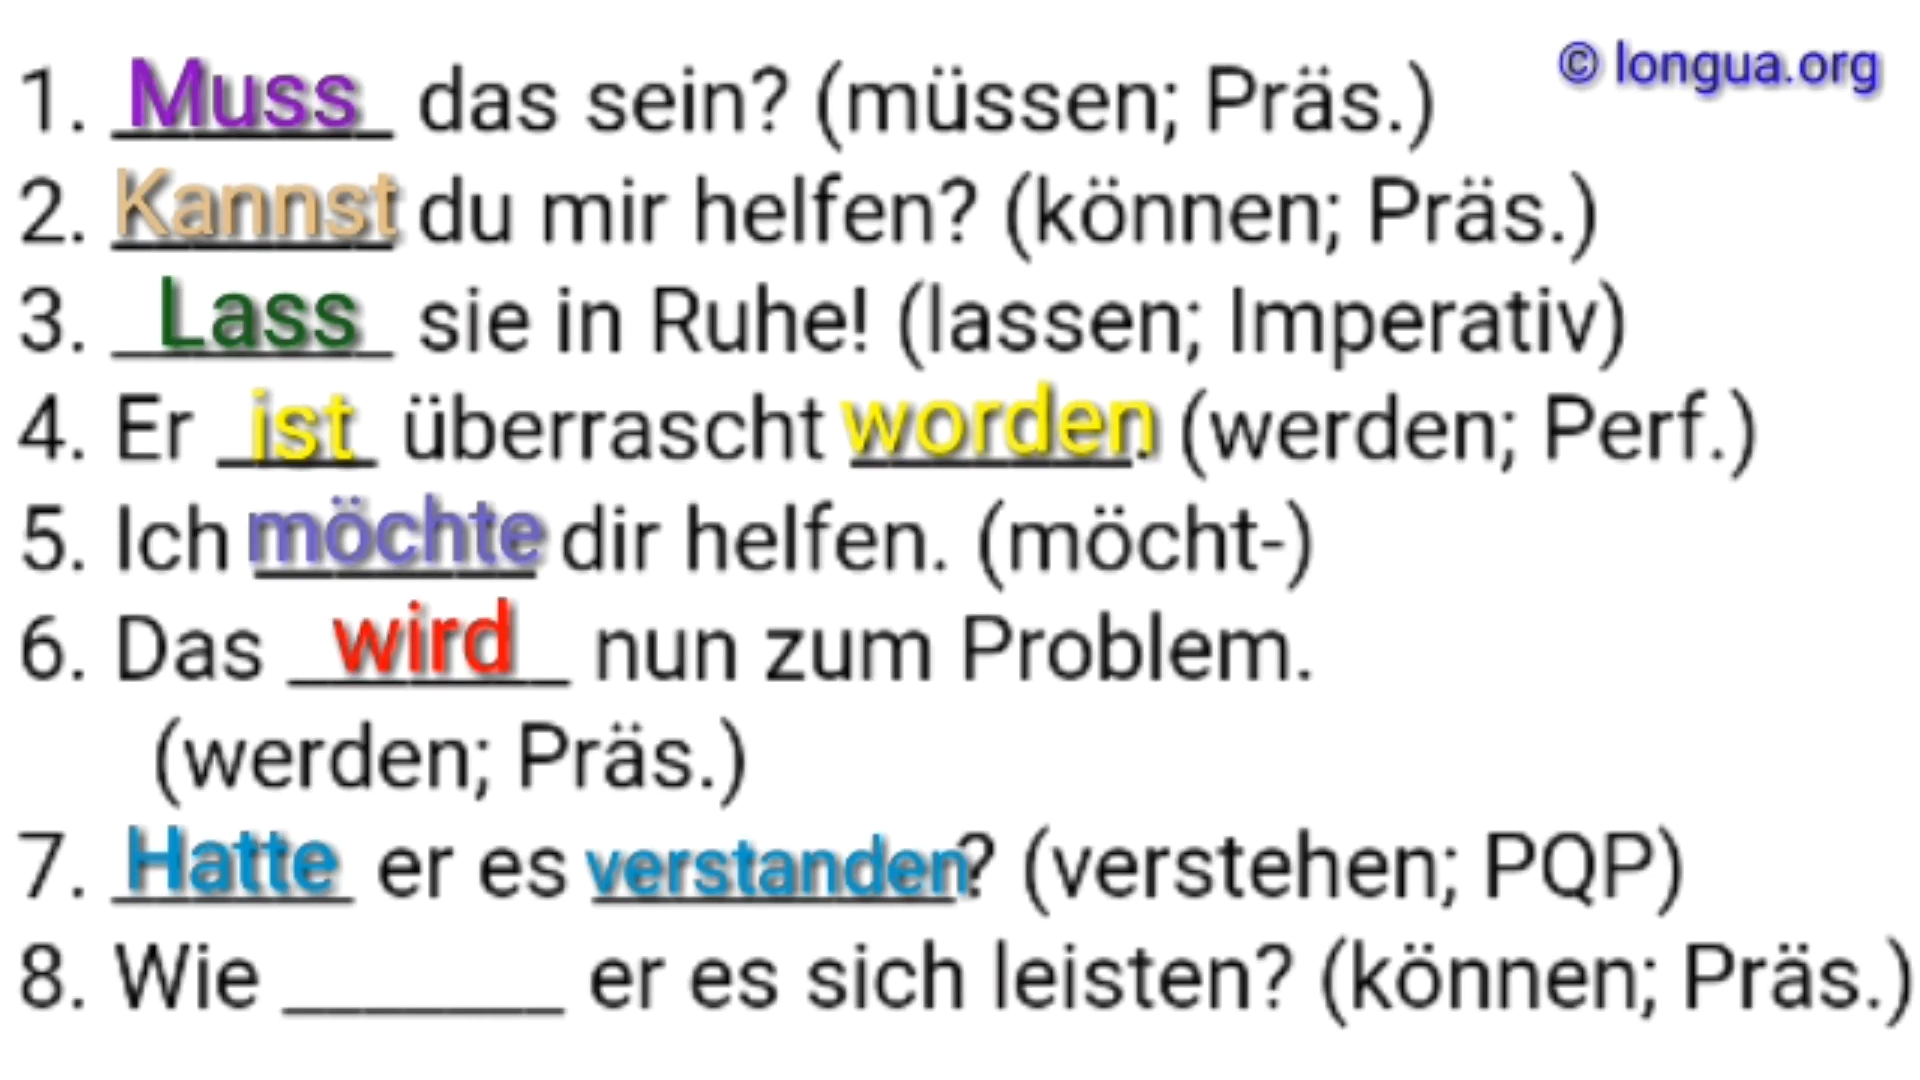 © longua.org
1. Muss das sein? (müssen; Präs.)
2. Kannst du mir helfen? (können; Präs.)
3. Lass sie in Ruhe! (lassen; Imperativ)
4. Er ist überrascht worden. (werden; Perf.)
5. Ich möchte dir helfen. (möcht-)
6. Das wird nun zum Problem.
(werden; Präs.)
7. Hatte er es verstanden? (verstehen; PQP)
8. Wie _______ er es sich leisten? (können; Präs.)